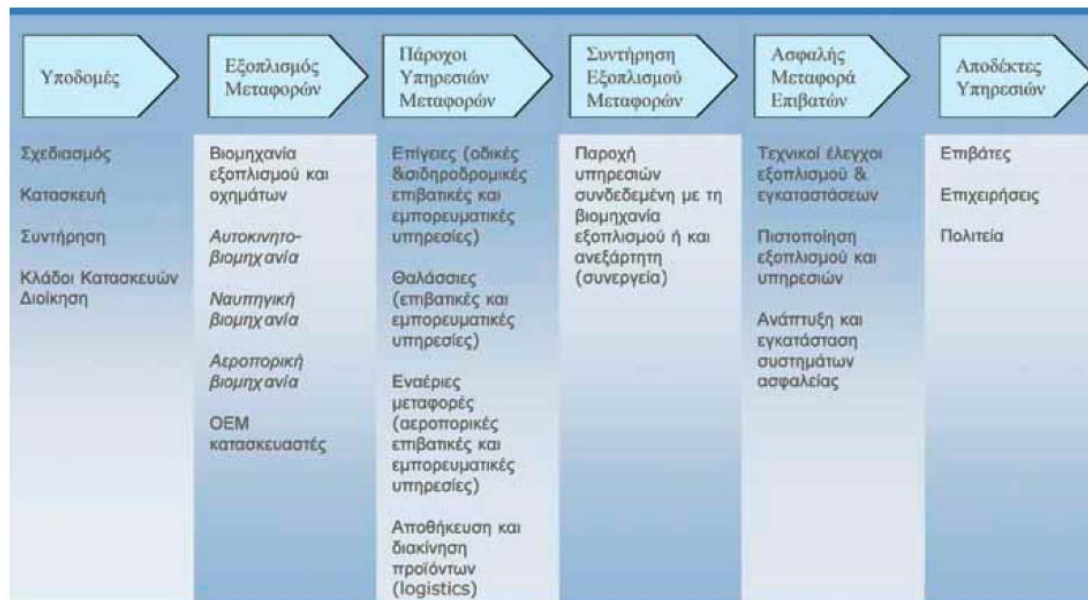 Υποδομές
Εξοπλισμός
Μεταφορών
Πάροχοι
Υπηρεσιών
Μεταφορών
Συντήρηση
Εξοπλισμού
Μεταφορών
Ασφαλής
Μεταφορά
Επιβατών
Αποδέκτες
Υπηρεσιών
Σχεδιασμός
Κατασκευή
Συντήρηση
Κλάδοι Κατασκευών
Διοίκηση
Βιομηχανία
εξοπλισμού και
οχημάτων
Αυτοκινητο-
βιομηχανία
Ναυπηγική
βιομηχανία
Αεροπορική
βιομηχανία
OEM
κατασκευαστές
Επίγειες (οδικές
&σιδηροδρομικές
επιβατικές και
εμπορευματικές
υπηρεσίες)
Θαλάσσιες
(επιβατικές και
εμπορευματικές
υπηρεσίες)
Εναέριες
μεταφορές
(αεροπορικές
επιβατικές και
εμπορευματικές
υπηρεσίες)
Αποθήκευση και
διακίνηση
προϊόντων
(logistics)
Παροχή
υπηρεσιών
συνδεδεμένη με τη
βιομηχανία
εξοπλισμού ή και
ανεξάρτητη
(συνεργεία)
Τεχνικοί έλεγχοι
εξοπλισμού &
εγκαταστάσεων
Πιστοποίηση
εξοπλισμού και
υπηρεσιών
Ανάπτυξη και
εγκατάσταση
συστημάτων
ασφαλείας
Επιβάτες
Επιχειρήσεις
Πολιτεία